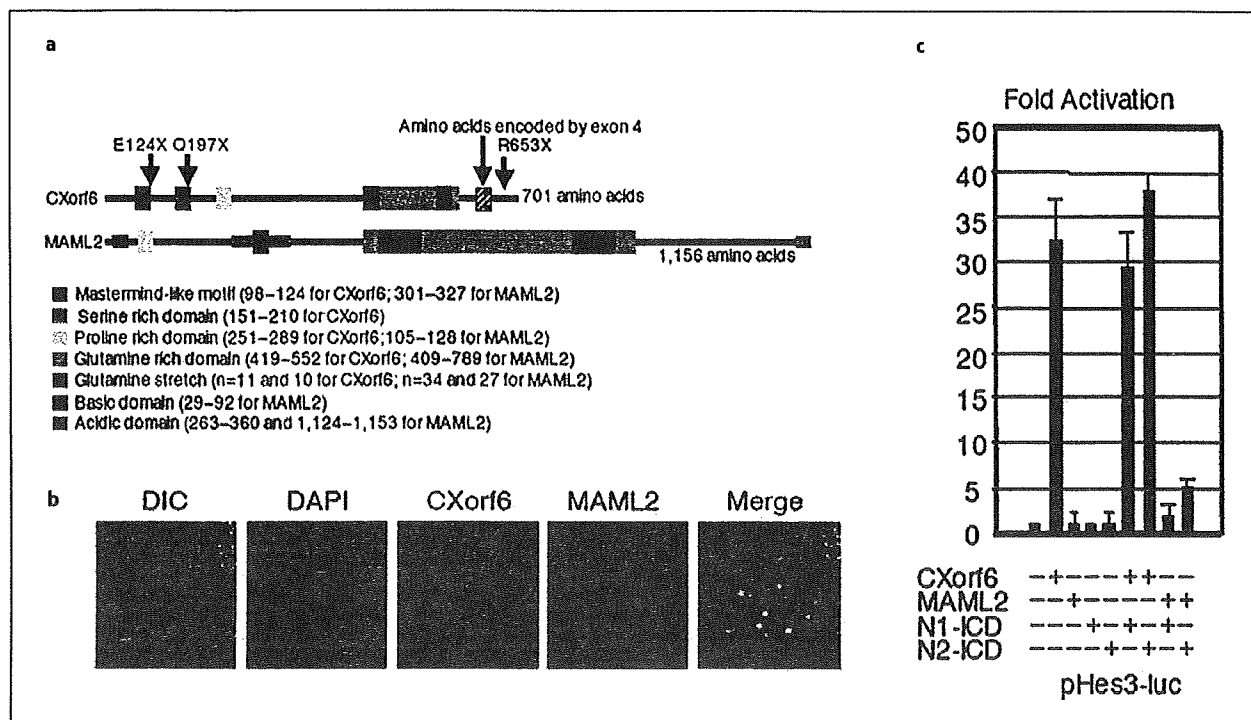 a
Amino acids encoded by exon 4
E124X Q197X R653X
CXorf6 701 amino acids
MAML2 1,156 amino acids
Mastermind-like motif (98–124 for CXorf6; 301–327 for MAML2)
Serine rich domain (151–210 for CXorf6)
Proline rich domain (251–289 for CXorf6;105–128 for MAML2)
Glutamine rich domain (419–552 for CXorf6; 409–789 for MAML2)
Glutamine stretch (n=11 and 10 for CXorf6; n=34 and 27 for MAML2)
Basic domain (29–92 for MAML2)
Acidic domain (263–360 and 1,124–1,153 for MAML2)
b
DIC DAPI CXorf6 MAML2 Merge
c
Fold Activation
50
40
35
30
25
20
15
10
5
0
CXorf6 –+––––++––
MAML2 ––+––––––++
N1-ICD –––+–+–+–
N2-ICD ––––+–+–+
pHes3-luc